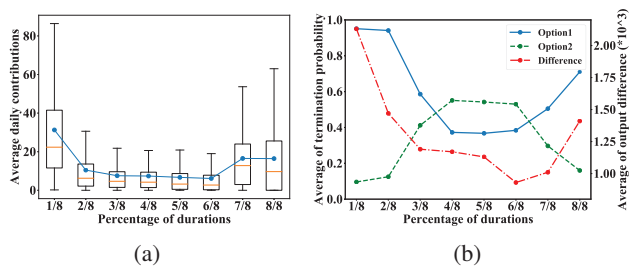 Average daily contributions
80
60
40
20
0
1/8 2/8 3/8 4/8 5/8 6/8 7/8 8/8
Percentage of durations
(a)
Average of termination probability
1.0
0.8
0.6
0.4
0.2
0.0
1/8 2/8 3/8 4/8 5/8 6/8 7/8 8/8
Percentage of durations
Option1
Option2
Difference
2.00
1.75
1.50
1.25
1.00
Average of output difference (*10^3)
(b)